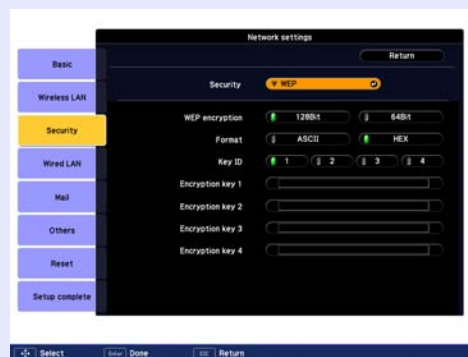 Network settings
Return
Basic
Wireless LAN
Security
Wired LAN
Mail
Others
Reset
Setup complete
Security WEP
WEP encryption 128Bit 64Bit
Format ASCII HEX
Key ID 1 2 3 4
Encryption key 1
Encryption key 2
Encryption key 3
Encryption key 4
Select Enter Done ESC Return